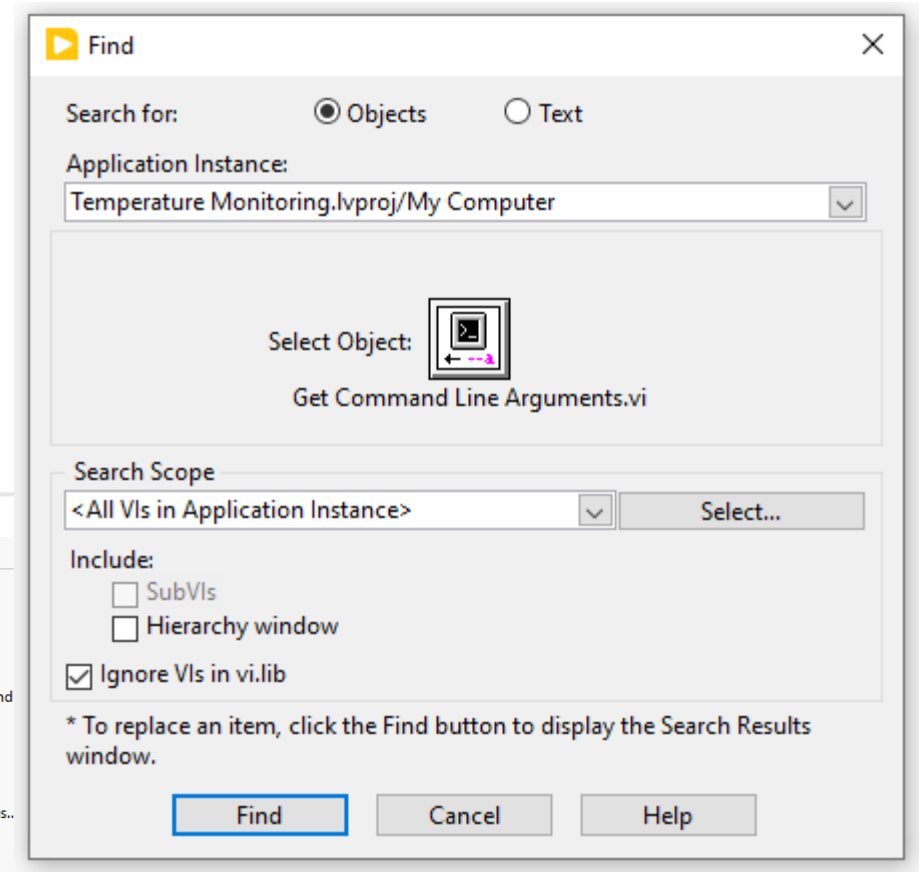 Find
Search for: Objects Text
Application Instance:
Temperature Monitoring.lvproj/My Computer
Select Object:
--a
Get Command Line Arguments.vi
Search Scope
<All VIs in Application Instance>
Select...
Include:
SubVIs
Hierarchy window
Ignore VIs in vi.lib
nd
* To replace an item, click the Find button to display the Search Results
window.
s..
Find Cancel Help